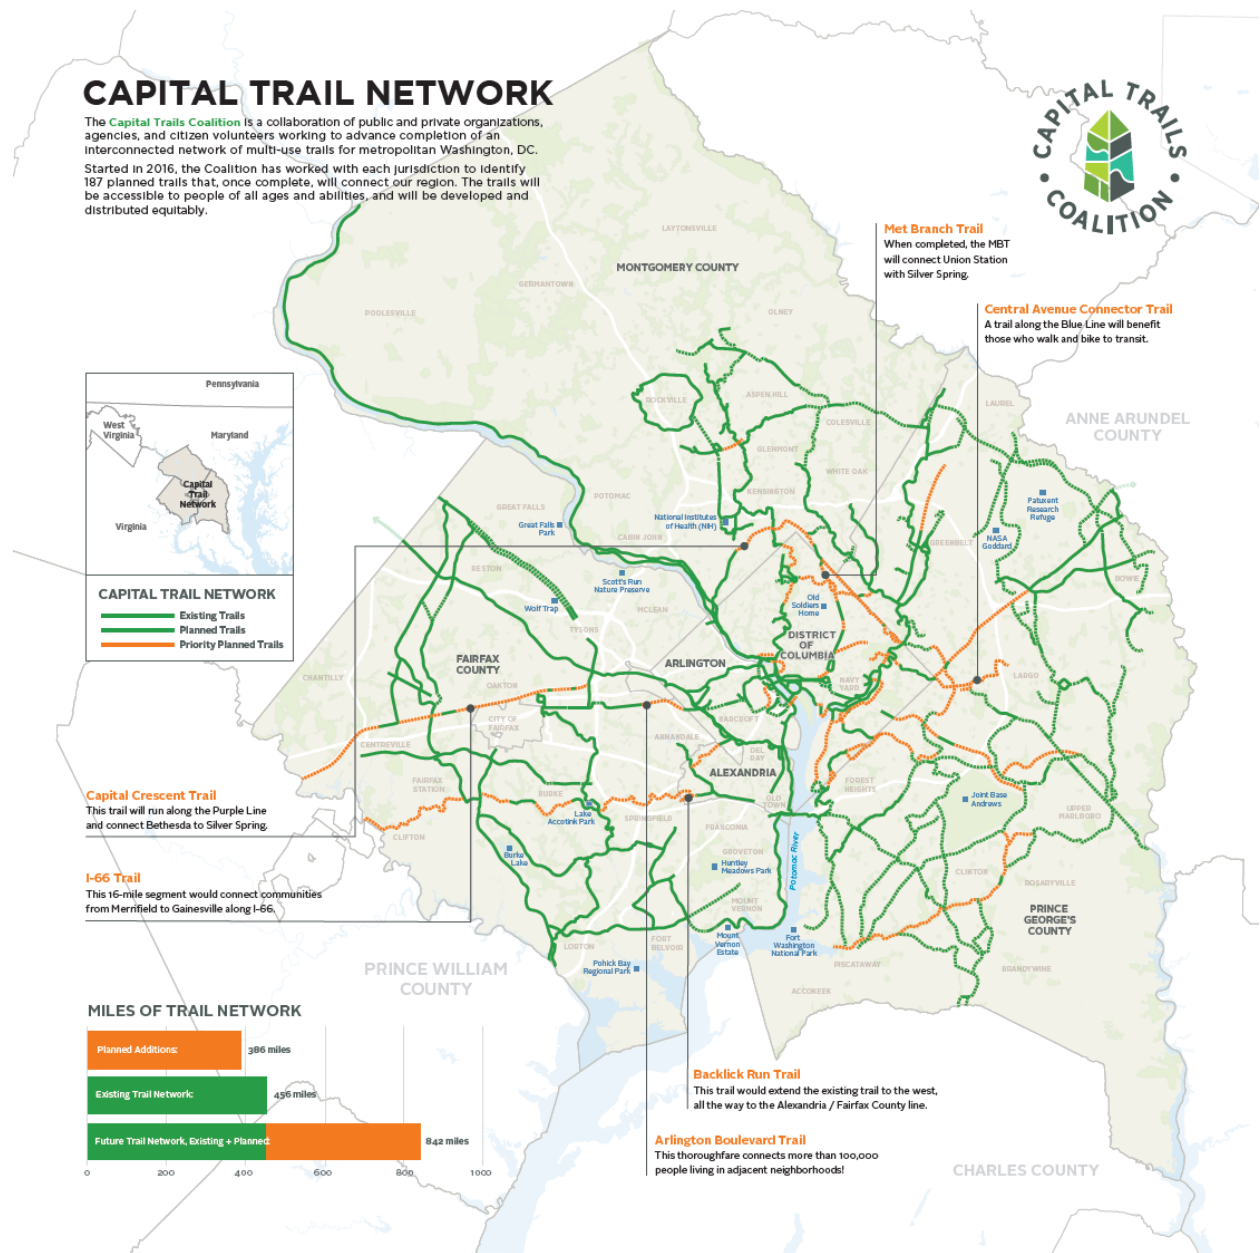 CAPITAL TRAIL NETWORK
The Capital Trails Coalition is a collaboration of public and private organizations,
agencies, and citizen volunteers working to advance completion of an
interconnected network of multi-use trails for metropolitan Washington, DC.
Started in 2016, the Coalition has worked with each jurisdiction to identify
187 planned trails that, once complete, will connect our region. The trails will
be accessible to people of all ages and abilities, and will be developed and
distributed equitably.
CAPITAL TRAILS
• COALITION •
Met Branch Trail
When completed, the MBT
will connect Union Station
with Silver Spring.
Central Avenue Connector Trail
A trail along the Blue Line will benefit
those who walk and bike to transit.
LAYTONSVILLE
MONTGOMERY COUNTY
GERMANTOWN
POOLESVILLE
OLNEY
ROCKVILLE
ASPEN HILL
COLESVILLE
LAUREL
ANNE ARUNDEL
COUNTY
GLENMONT
WHITE OAK
KENSINGTON
POTOMAC
GREAT FALLS
Great Falls
Park
National Institutes
of Health (NIH)
CABIN JOHN
Patuxent
Research
Refuge
NASA
Goddard
GREENBELT
BOWIE
RESTON
Scott's Run
Nature Preserve
Wolf Trap
MCLEAN
Old
Soldiers
Home
TYSONS
DISTRICT
OF
COLUMBIA
FAIRFAX
COUNTY
ARLINGTON
CHANTILLY
OAKTON
NAVY
YARD
LARGO
CITY OF
FAIRFAX
BARCROFT
ANNANDALE
CENTREVILLE
DEL
RAY
ALEXANDRIA
FAIRFAX
STATION
BURKE
Lake
Accotink Park
SPRINGFIELD
OLD
TOWN
FOREST
HEIGHTS
Joint Base
Andrews
UPPER
MARLBORO
CLIFTON
FRANCONIA
Burke
Lake
GROVETON
Huntley
Meadows Park
Potomac River
CLINTON
ROSARYVILLE
MOUNT
VERNON
PRINCE
GEORGE'S
COUNTY
LORTON
FORT
BELVOIR
Mount
Vernon
Estate
Fort
Washington
National Park
Pohick Bay
Regional Park
PISCATAWAY
BRANDYWINE
ACCOKEEK
PRINCE WILLIAM
COUNTY
CHARLES COUNTY
Pennsylvania
West
Virginia
Maryland
Capital
Trail
Network
Virginia
CAPITAL TRAIL NETWORK
Existing Trails
Planned Trails
Priority Planned Trails
Capital Crescent Trail
This trail will run along the Purple Line
and connect Bethesda to Silver Spring.
I-66 Trail
This 16-mile segment would connect communities
from Merrifield to Gainesville along I-66.
MILES OF TRAIL NETWORK
Planned Additions:
386 miles
Existing Trail Network:
456 miles
Future Trail Network, Existing + Planned:
842 miles
0 200 400 600 800 1000
Backlick Run Trail
This trail would extend the existing trail to the west,
all the way to the Alexandria / Fairfax County line.
Arlington Boulevard Trail
This thoroughfare connects more than 100,000
people living in adjacent neighborhoods!